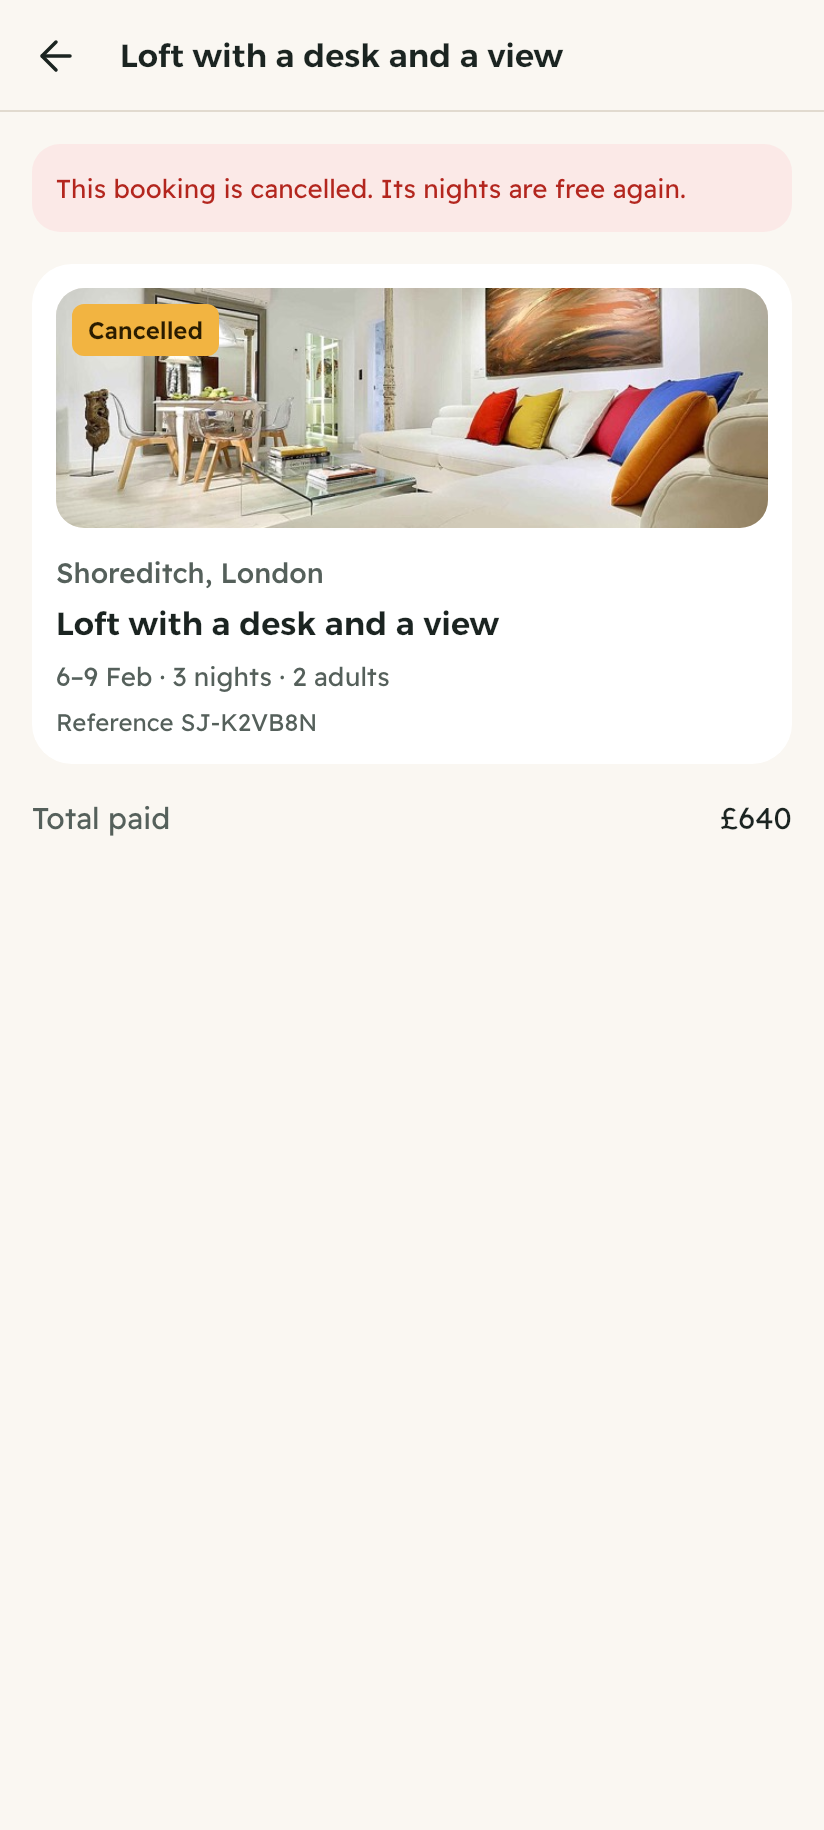 Loft with a desk and a view
This booking is cancelled. Its nights are free again.
Cancelled
Shoreditch, London
Loft with a desk and a view
6–9 Feb · 3 nights · 2 adults
Reference SJ-K2VB8N
Total paid £640